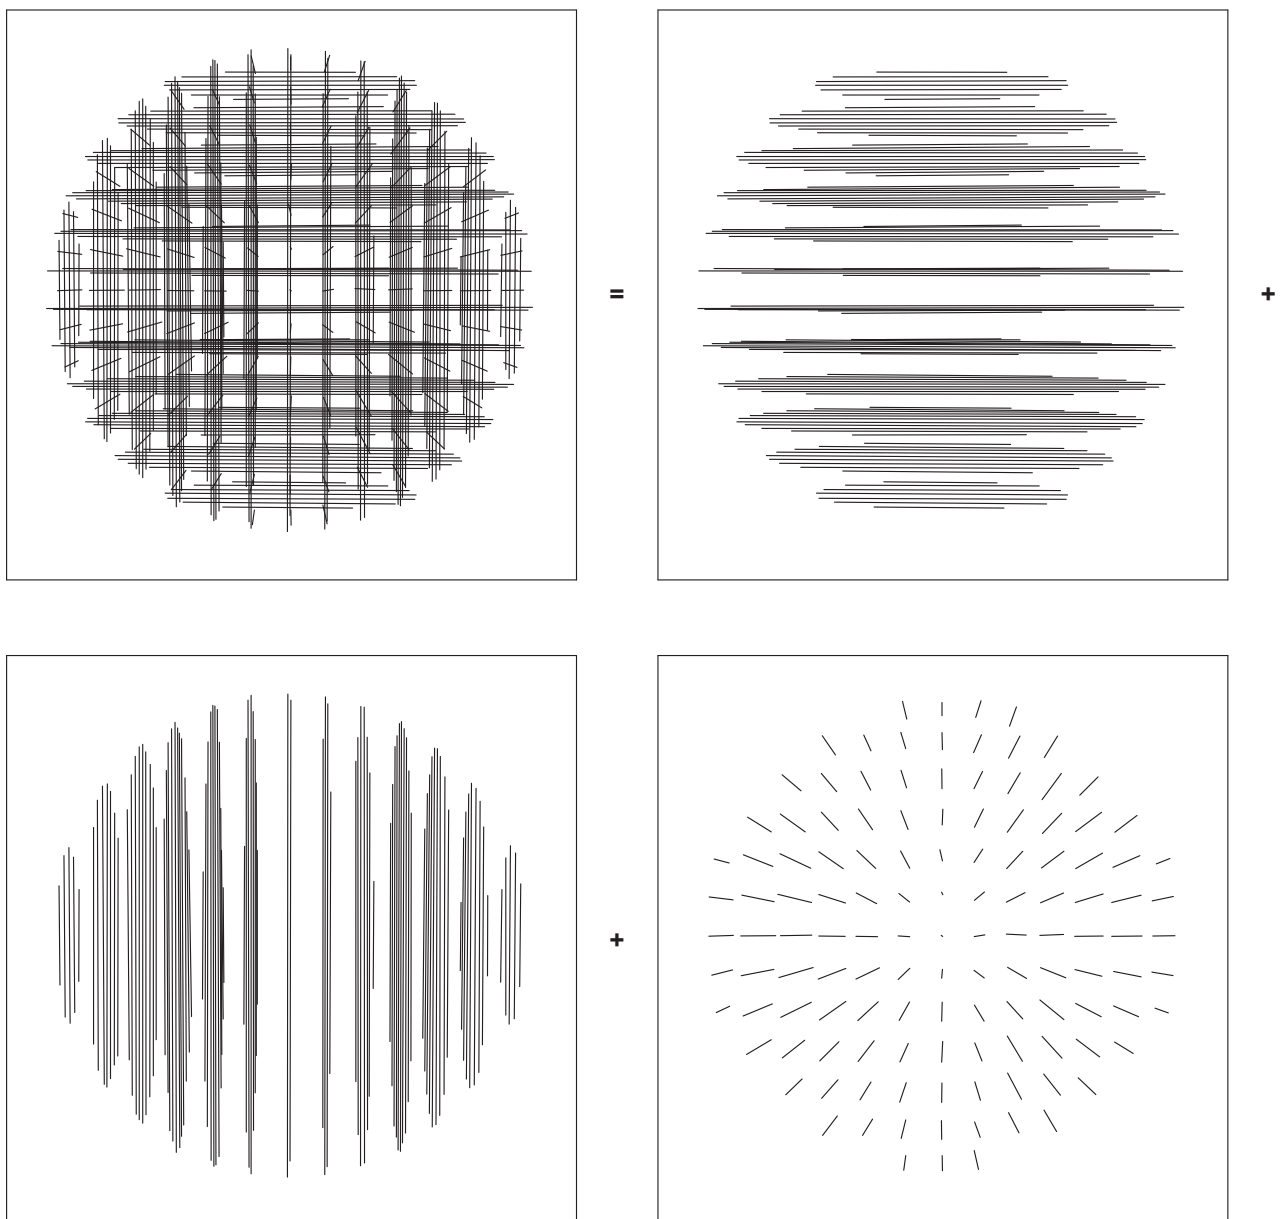 =
+
+